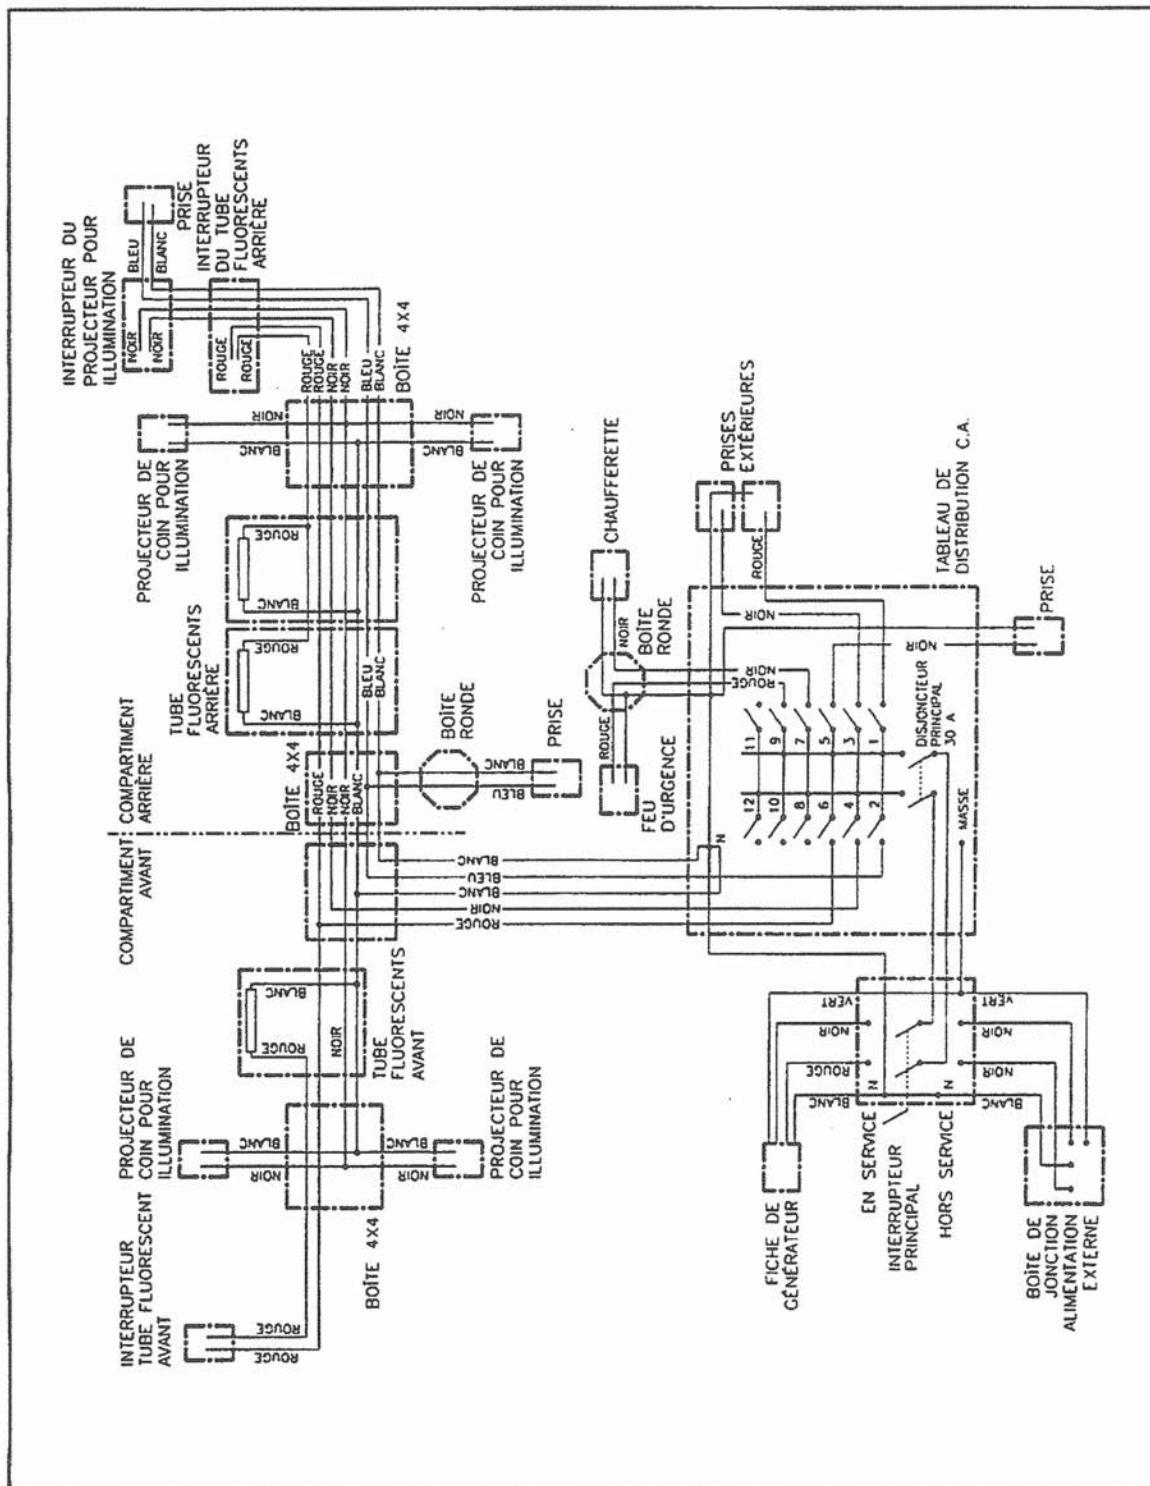 INTERRUPTEUR DU
PROJECTEUR POUR
ILLUMINATION
NOIR
NOIR
BLEU
BLANC
PRISE
INTERRUPTEUR
DU TUBE
FLUORESCENTS
ARRIÈRE
ROUGE
ROUGE
ROUGE
ROUGE
NOIR
NOIR
BLEU
BLANC
BOÎTE 4X4
PROJECTEUR DE
COIN POUR
ILLUMINATION
NOIR
BLANC
NOIR
BLANC
PROJECTEUR DE
COIN POUR
ILLUMINATION
TUBE
FLUORESCENTS
ARRIÈRE
ROUGE
BLANC
ROUGE
BLANC
BLEU
BLANC
COMPARTIMENT
ARRIÈRE
COMPARTIMENT
AVANT
BOÎTE 4X4
ROUGE
NOIR
NOIR
BLANC
BOÎTE
RONDE
BLANC
BLEU
PRISE
TUBE
FLUORESCENTS
AVANT
BLANC
ROUGE
NOIR
PROJECTEUR DE
COIN POUR
ILLUMINATION
BLANC
NOIR
BLANC
NOIR
PROJECTEUR DE
COIN POUR
ILLUMINATION
BOÎTE 4X4
INTERRUPTEUR
TUBE FLUORESCENT
AVANT
ROUGE
ROUGE
BLANC
BLEU
BLANC
NOIR
ROUGE
CHAUFFERETTE
NOIR
BOÎTE
RONDE
ROUGE
FEU
D'URGENCE
PRISES
EXTÉRIEURES
ROUGE
NOIR
NOIR
NOIR
ROUGE
TABLEAU DE
DISTRIBUTION C.A.
PRISE
11
9
7
5
3
1
12
10
8
6
4
2
DISJONCTEUR
PRINCIPAL
30 A
MASSE
N
FICHE DE
GÉNÉRATEUR
VERT
NOIR
ROUGE
BLANC
N
EN SERVICE
INTERRUPTEUR
PRINCIPAL
HORS SERVICE
N
VERT
NOIR
NOIR
BLANC
BOÎTE DE
JONCTION
ALIMENTATION
EXTERNE